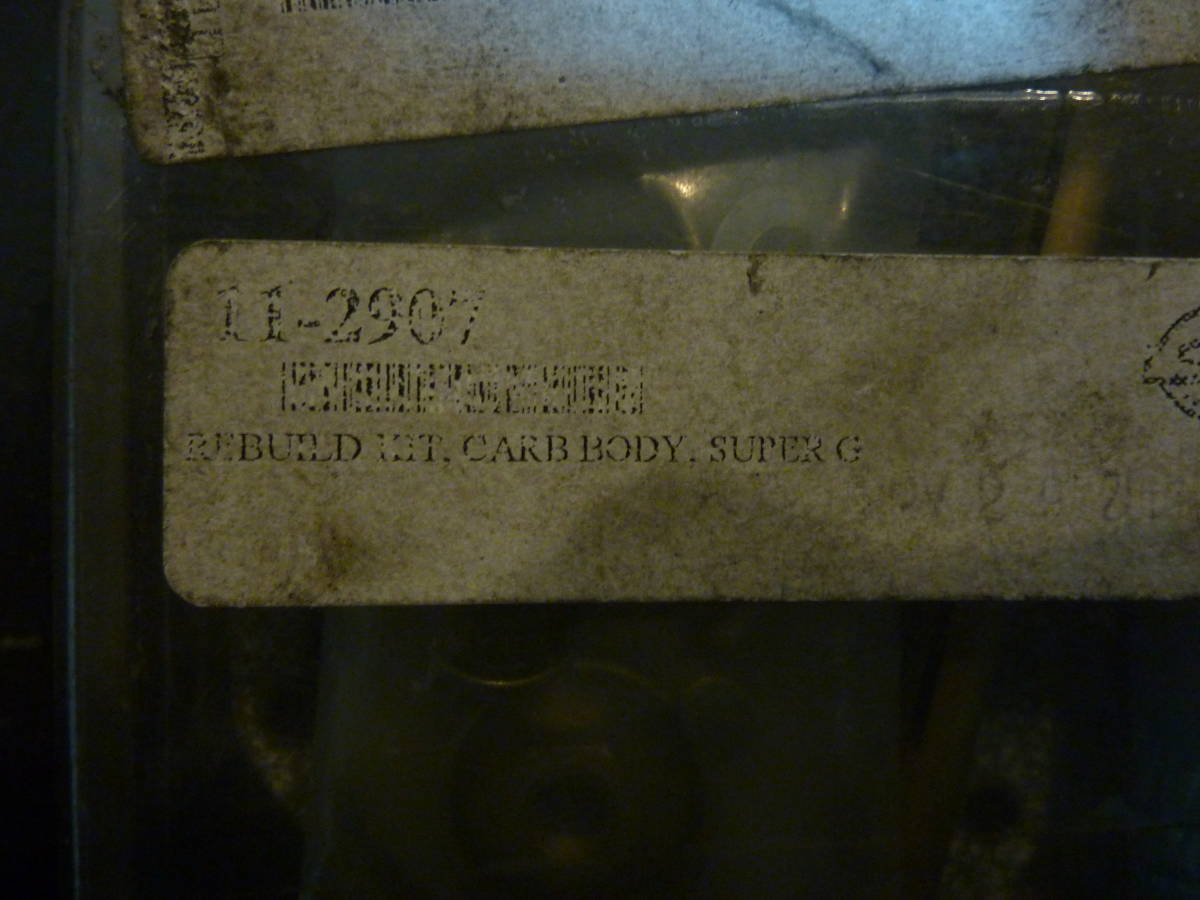 11-2907
REBUILD KIT, CARB BODY, SUPER G